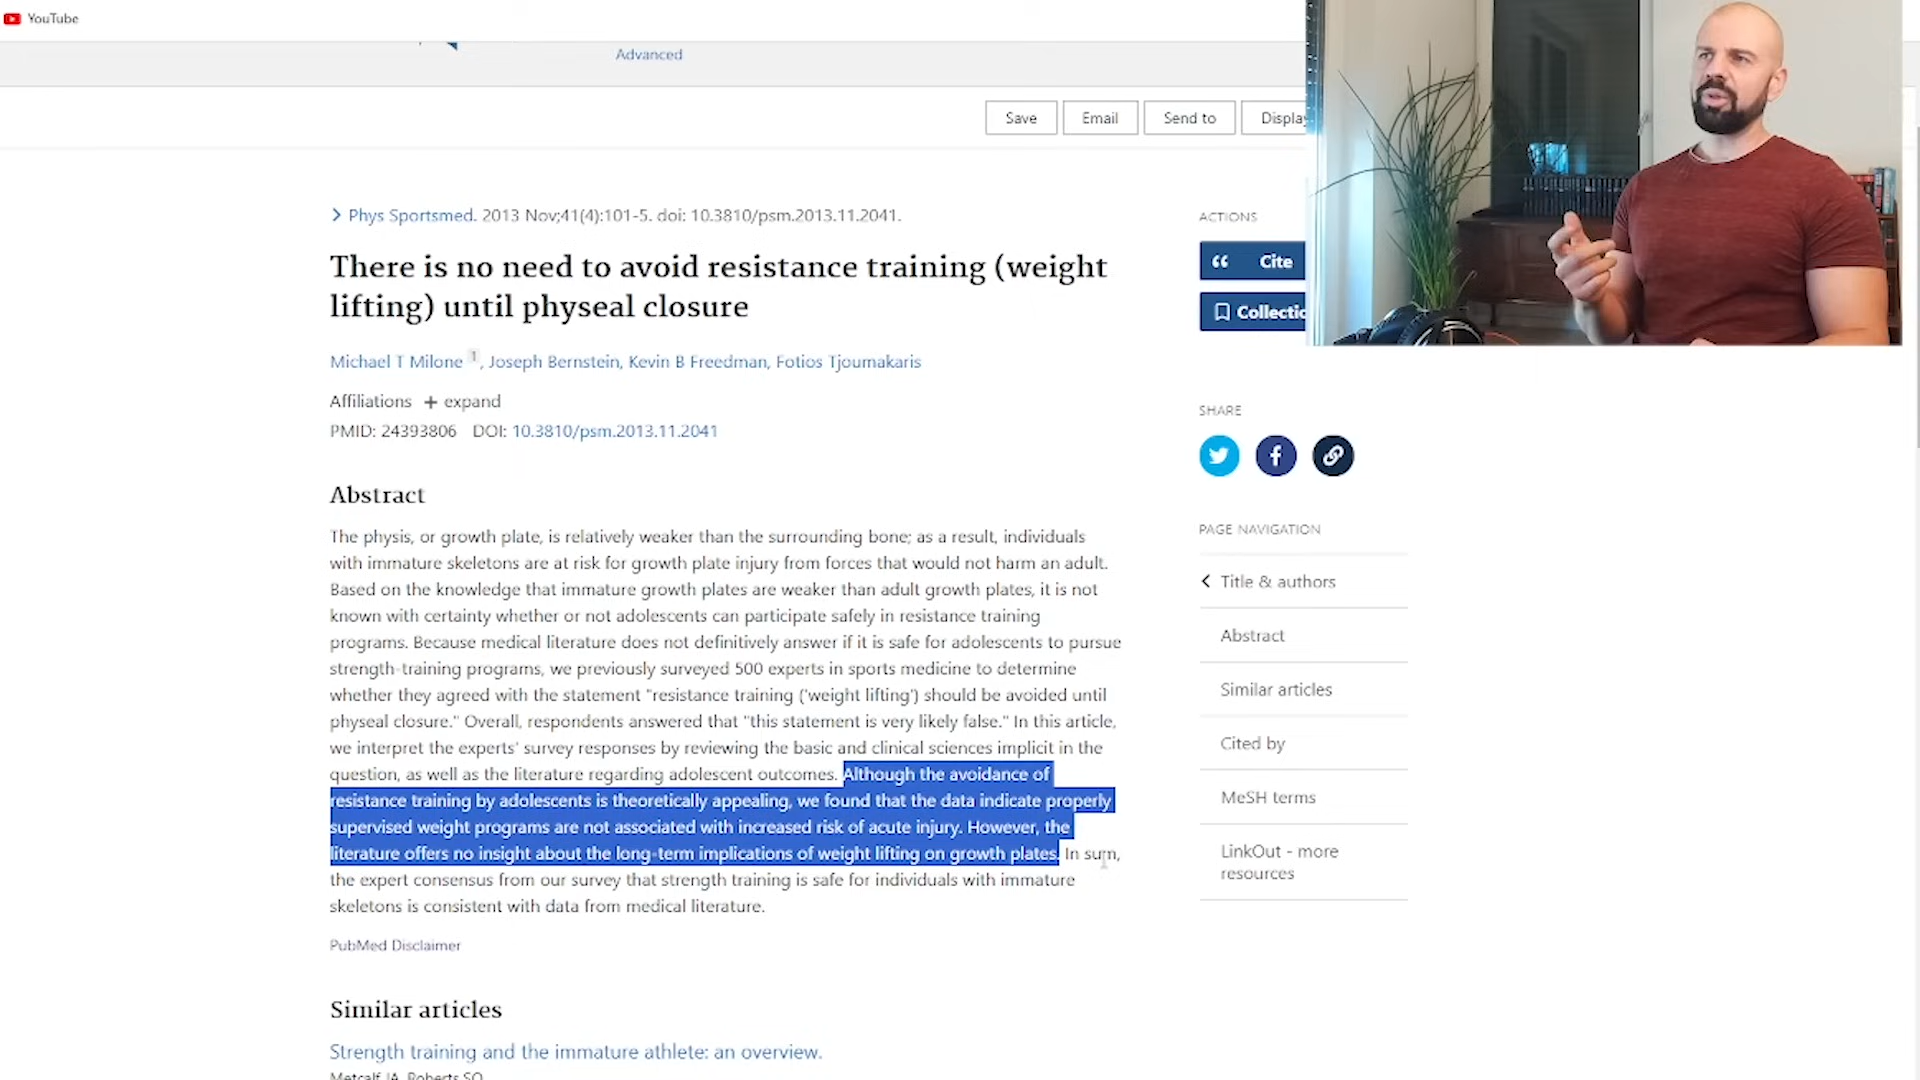 YouTube
Advanced
Save
Email
Send to
Display
Phys Sportsmed. 2013 Nov;41(4):101-5. doi: 10.3810/psm.2013.11.2041.
There is no need to avoid resistance training (weight
lifting) until physeal closure
Michael T Milone 1, Joseph Bernstein, Kevin B Freedman, Fotios Tjoumakaris
Affiliations + expand
PMID: 24393806 DOI: 10.3810/psm.2013.11.2041
Abstract
The physis, or growth plate, is relatively weaker than the surrounding bone; as a result, individuals
with immature skeletons are at risk for growth plate injury from forces that would not harm an adult.
Based on the knowledge that immature growth plates are weaker than adult growth plates, it is not
known with certainty whether or not adolescents can participate safely in resistance training
programs. Because medical literature does not definitively answer if it is safe for adolescents to pursue
strength-training programs, we previously surveyed 500 experts in sports medicine to determine
whether they agreed with the statement "resistance training ('weight lifting') should be avoided until
physeal closure." Overall, respondents answered that "this statement is very likely false." In this article,
we interpret the experts' survey responses by reviewing the basic and clinical sciences implicit in the
question, as well as the literature regarding adolescent outcomes. Although the avoidance of
resistance training by adolescents is theoretically appealing, we found that the data indicate properly
supervised weight programs are not associated with increased risk of acute injury. However, the
literature offers no insight about the long-term implications of weight lifting on growth plates. In sum,
the expert consensus from our survey that strength training is safe for individuals with immature
skeletons is consistent with data from medical literature.
PubMed Disclaimer
Similar articles
Strength training and the immature athlete: an overview.
Metcalf JA, Roberts SO.
ACTIONS
Cite
Collectio
SHARE
PAGE NAVIGATION
Title & authors
Abstract
Similar articles
Cited by
MeSH terms
LinkOut - more
resources